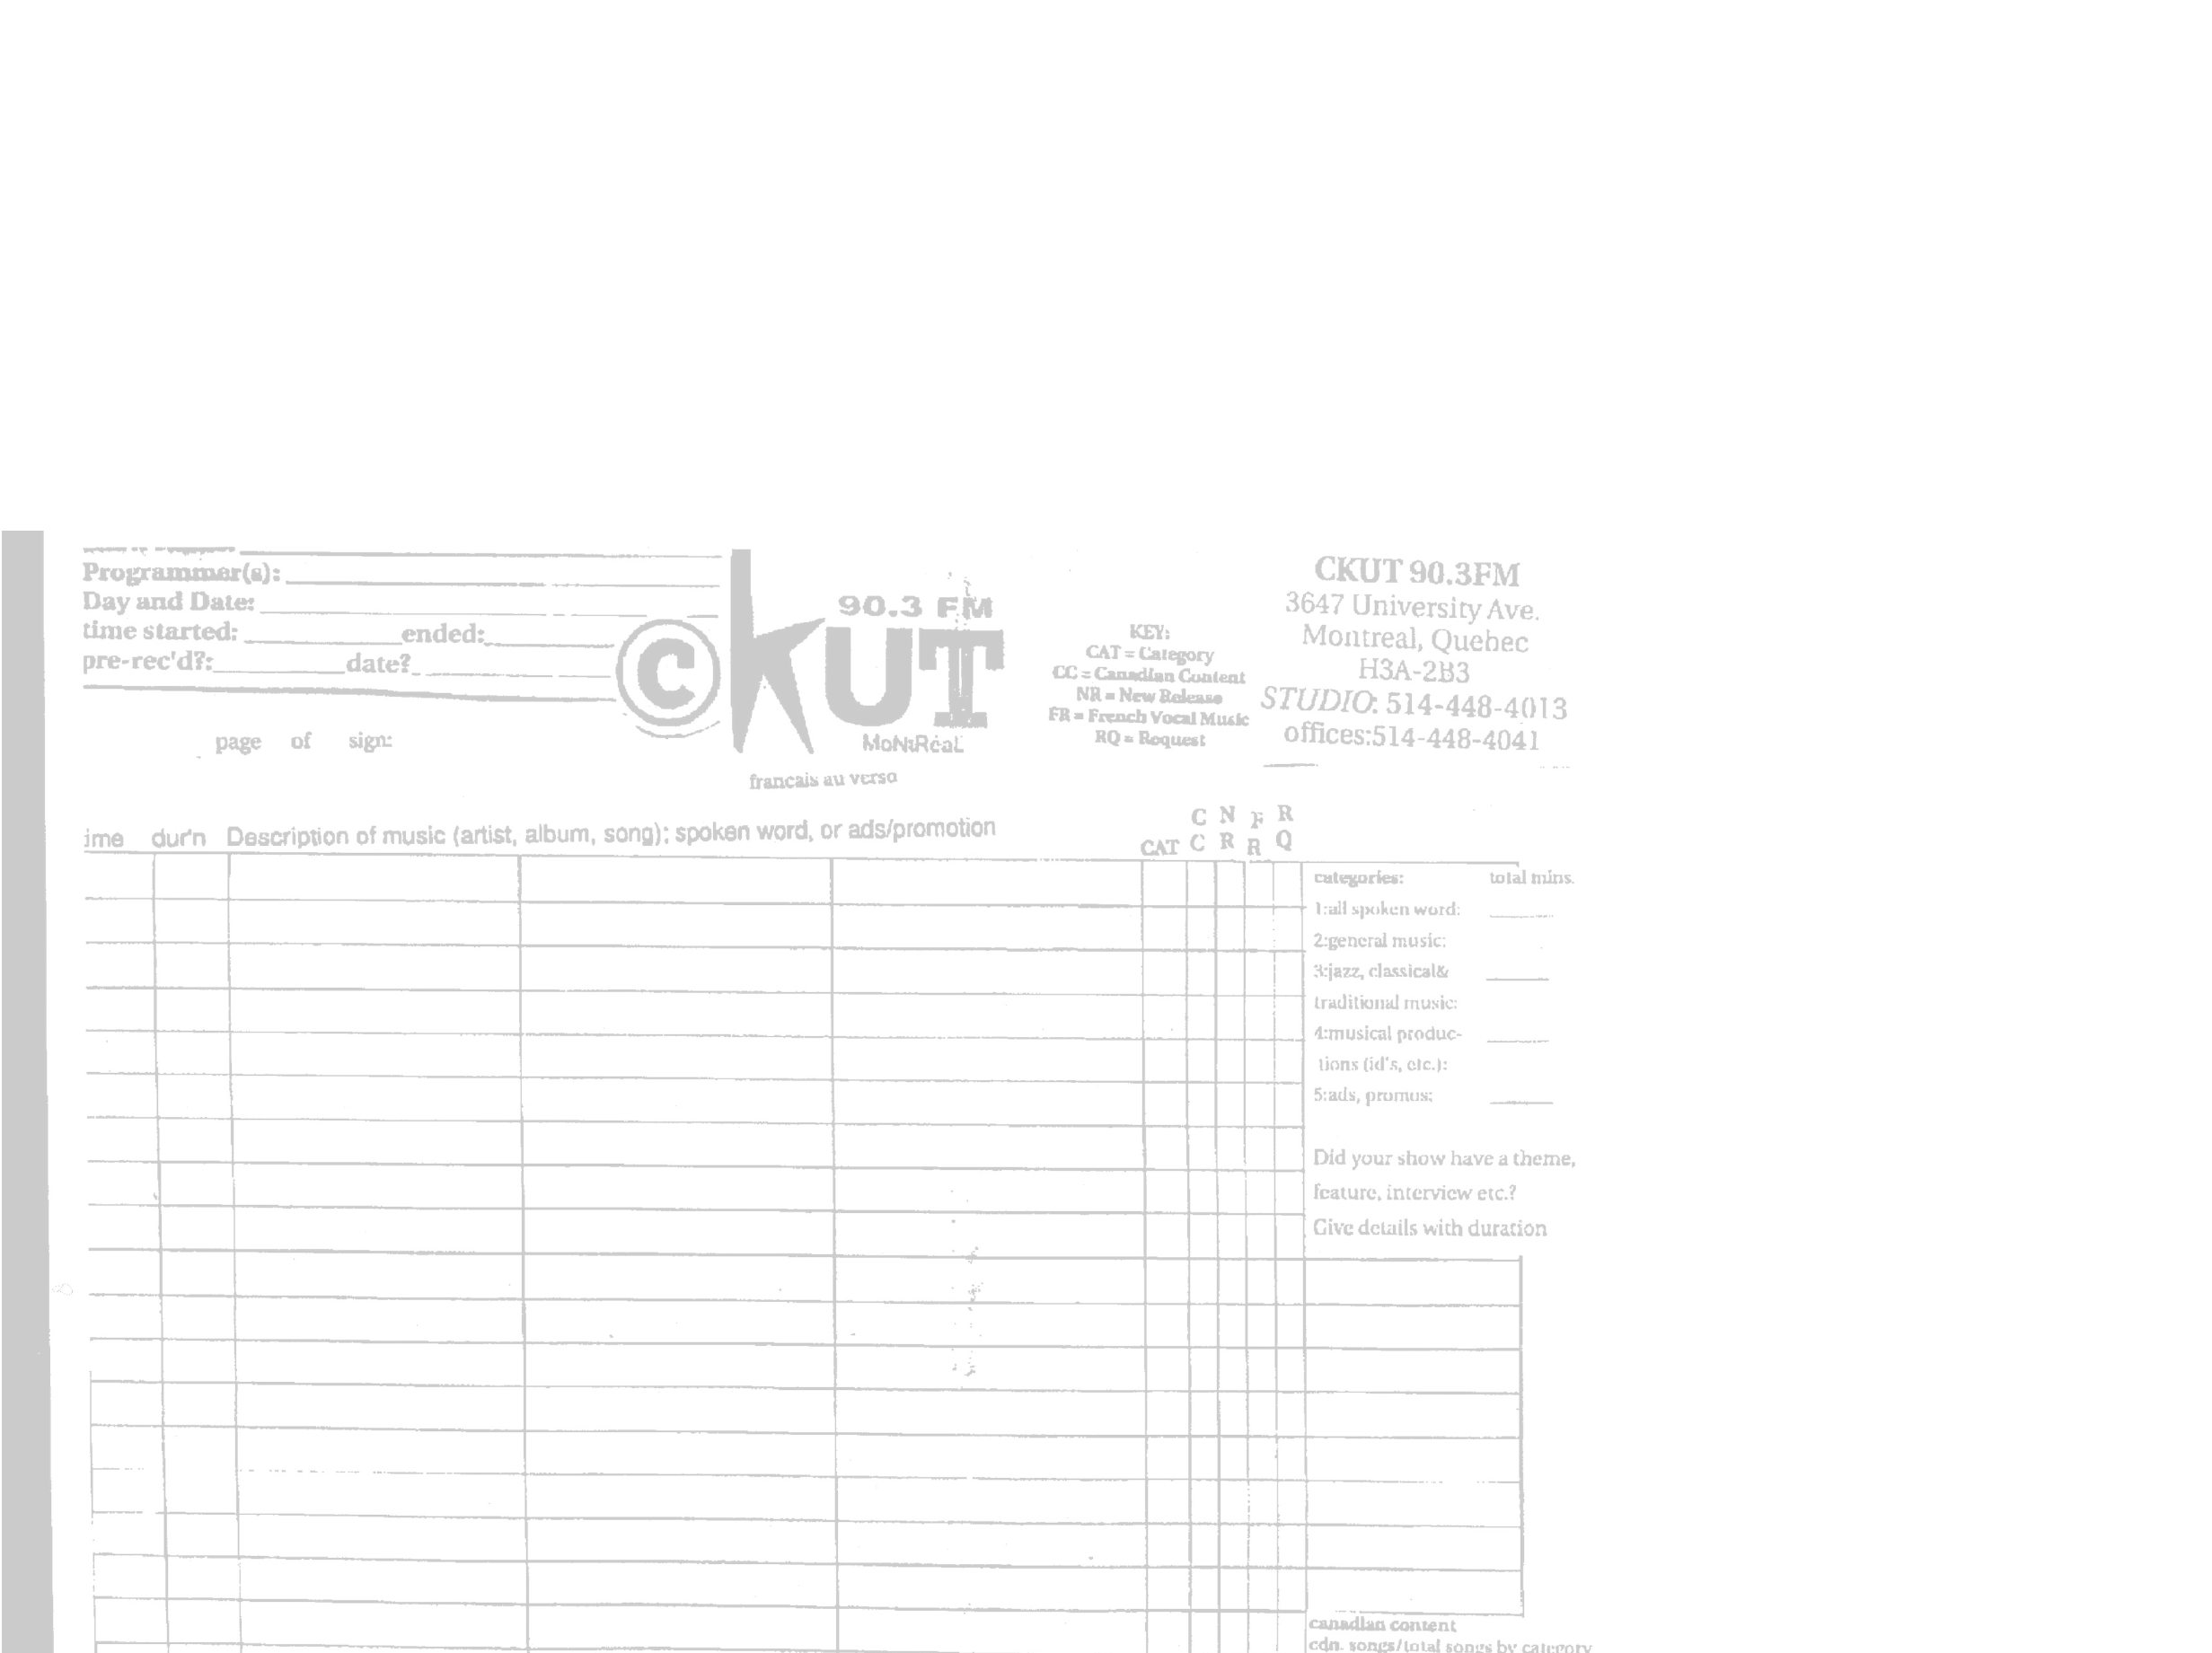 Programmer(s):
Day and Date:
time started: ended:
pre-rec'd?: date?
page of sign:
90.3 FM
©kUT
MoNtRéaL
francais au verso
KEY:
CAT = Category
CC = Canadian Content
NR = New Release
FR = French Vocal Music
RQ = Request
CKUT 90.3FM
3647 University Ave.
Montreal, Quebec
H3A-2B3
STUDIO: 514-448-4013
offices:514-448-4041
ime dur'n Description of music (artist, album, song); spoken word, or ads/promotion
CAT CC NR FR RQ
categories: total mins.
1:all spoken word:
2:general music:
3:jazz, classical&
traditional music:
4:musical produc-
tions (id's, etc.):
5:ads, promos:
Did your show have a theme,
feature, interview etc.?
Give details with duration
canadian content
cdn. songs/total songs by category